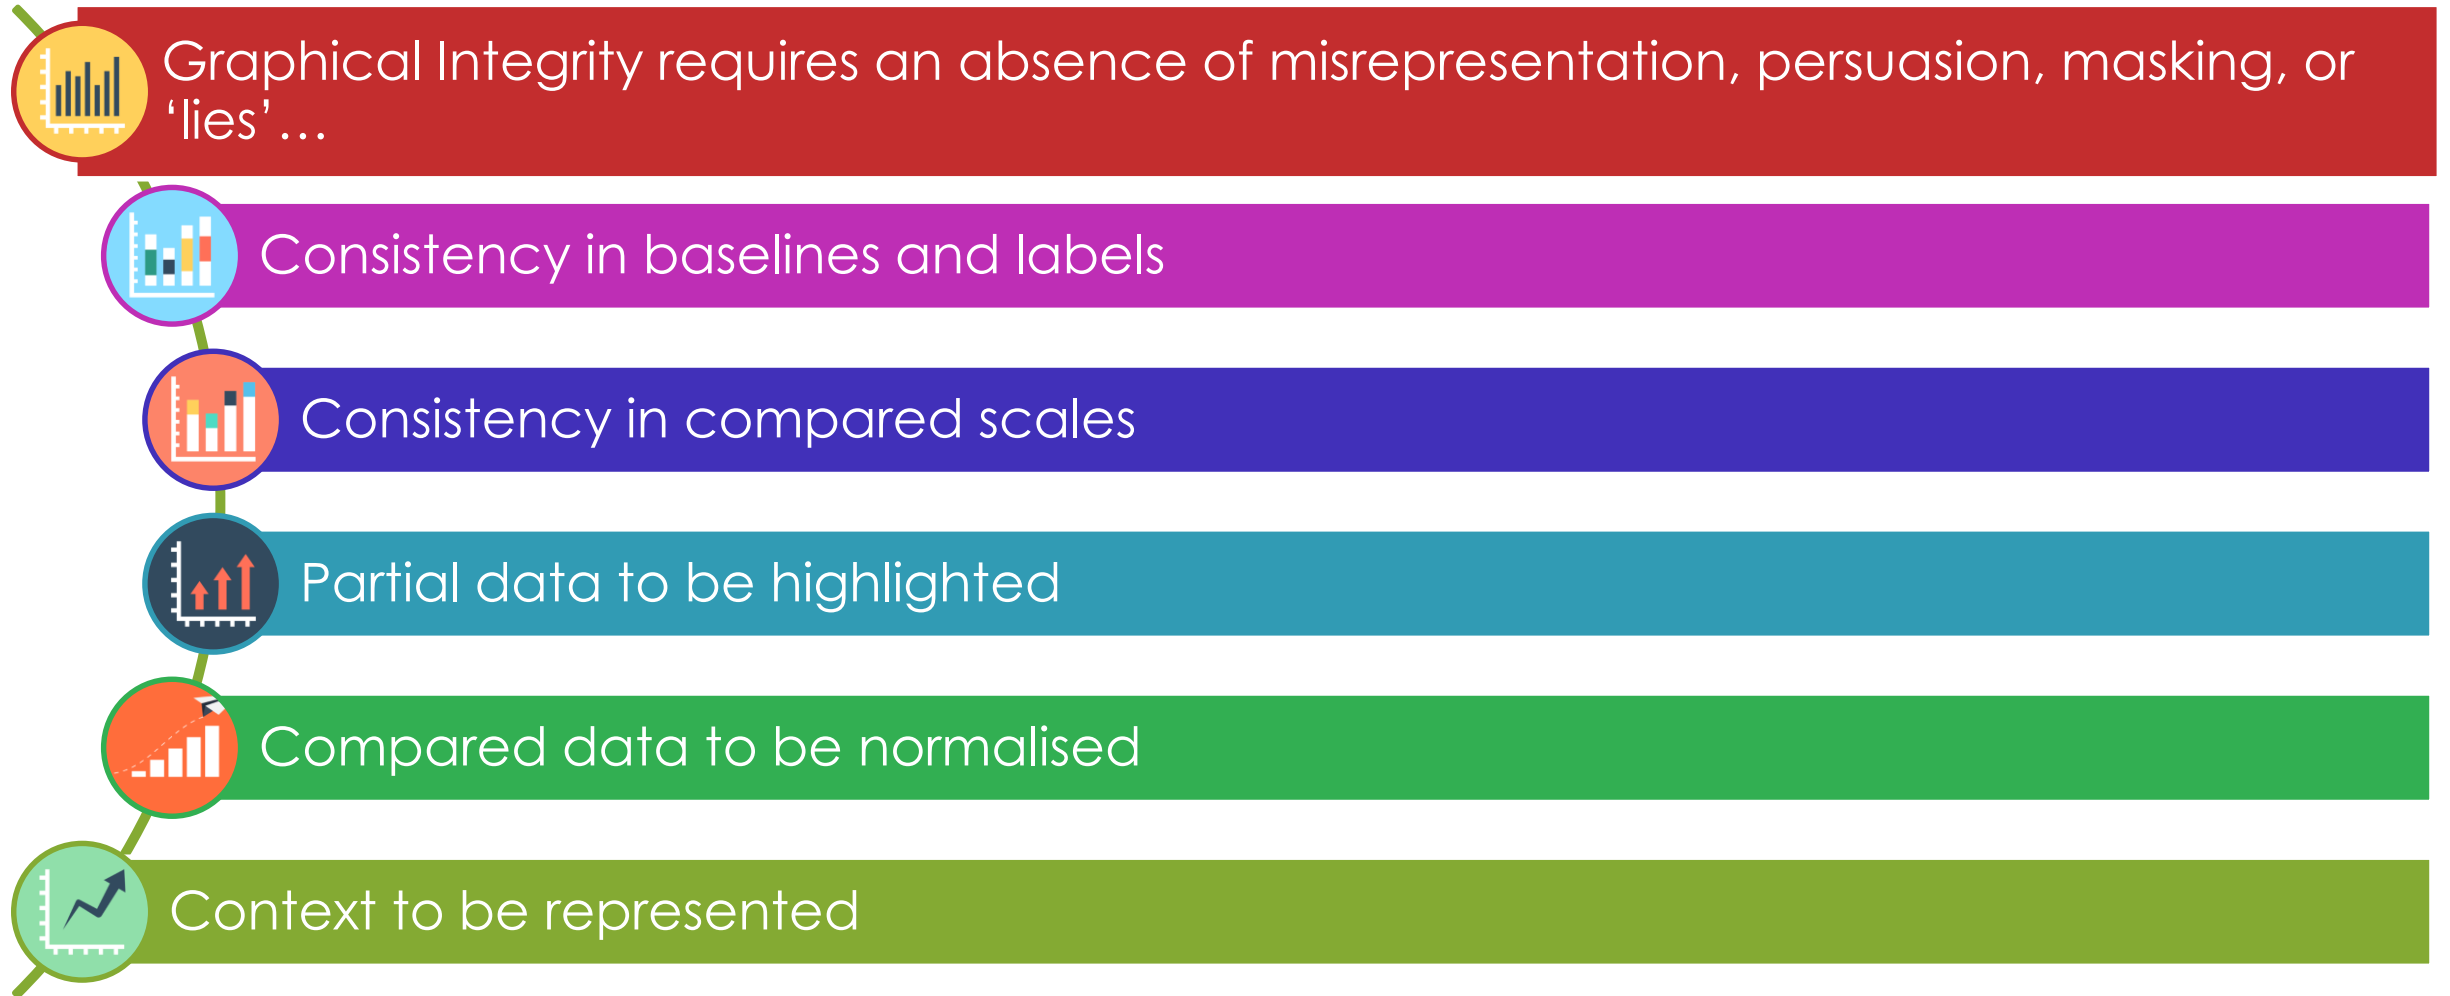 Graphical Integrity requires an absence of misrepresentation, persuasion, masking, or
‘lies’…
Consistency in baselines and labels
Consistency in compared scales
Partial data to be highlighted
Compared data to be normalised
Context to be represented